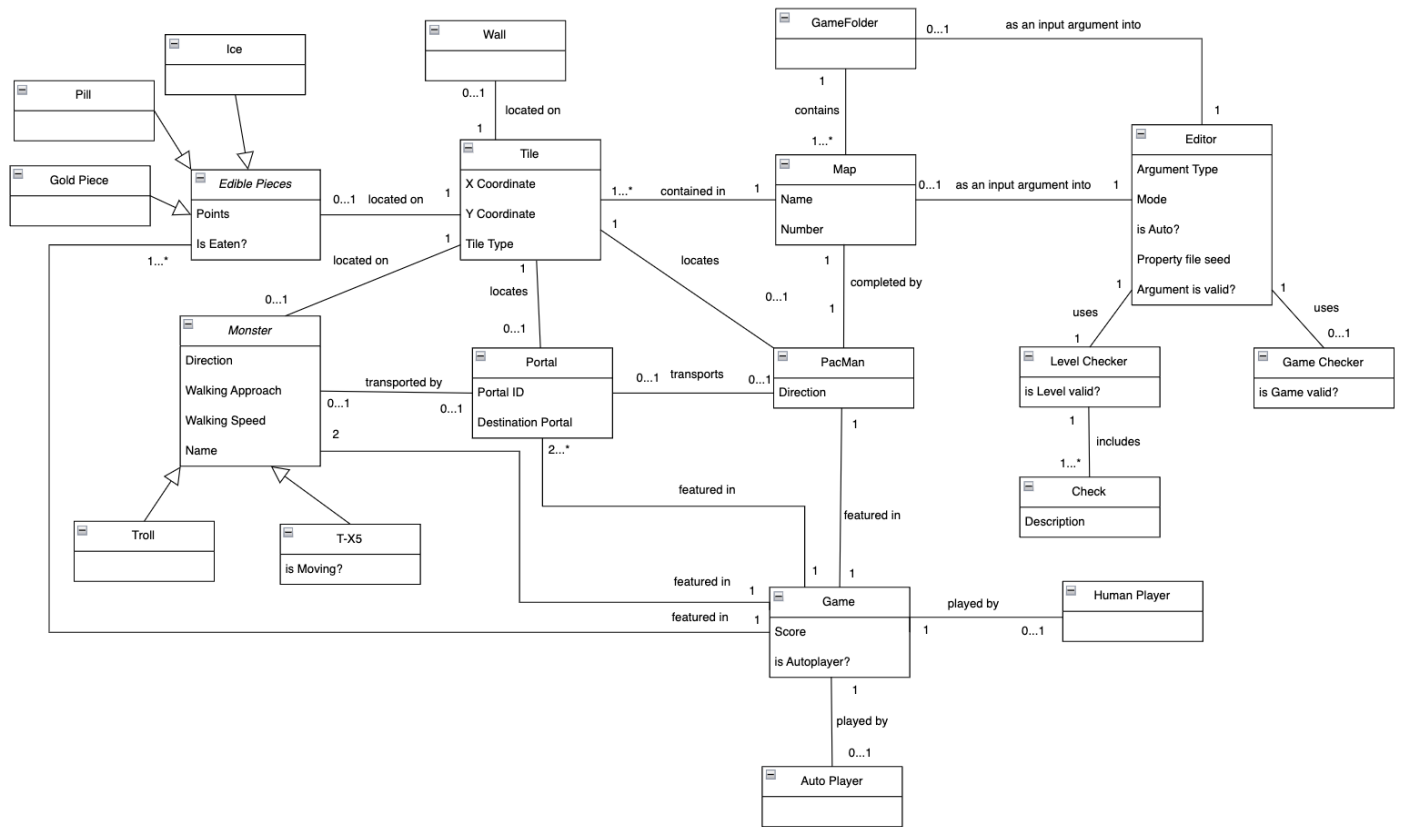 GameFolder
0...1
as an input argument into
Wall
Ice
Pill
0...1
located on
1
1
contains
1...*
1
Editor
Argument Type
Mode
is Auto?
Property file seed
Argument is valid?
Tile
X Coordinate
Y Coordinate
Tile Type
Map
Name
Number
Gold Piece
Edible Pieces
Points
Is Eaten?
0...1
located on
1
1...*
contained in
1
0...1
as an input argument into
1
1...*
located on
1
0...1
1
locates
0...1
1
locates
0...1
1
completed by
1
1
uses
1
1
uses
0...1
Monster
Direction
Walking Approach
Walking Speed
Name
transported by
0...1
0...1
Portal
Portal ID
Destination Portal
0...1
transports
0...1
PacMan
Direction
Level Checker
is Level valid?
Game Checker
is Game valid?
1
includes
1...*
Check
Description
2
2...*
featured in
1
1
featured in
1
Troll
T-X5
is Moving?
featured in
1
featured in
1
Game
Score
is Autoplayer?
played by
1
0...1
Human Player
1
played by
0...1
Auto Player